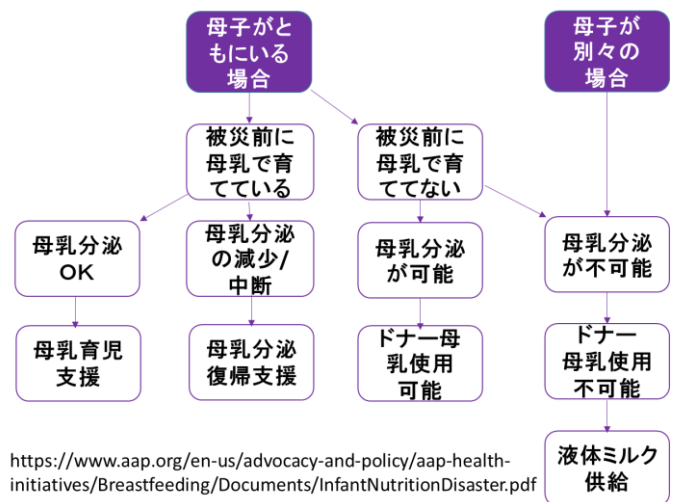 母子がと
もにいる
場合
母子が
別々の
場合
被災前に
母乳で育
てている
被災前に
母乳で育
ててない
母乳分泌
OK
母乳分泌
の減少/
中断
母乳分泌
が可能
母乳分泌
が不可能
母乳育児
支援
母乳分泌
復帰支援
ドナー母
乳使用
可能
ドナー
母乳使用
不可能
液体ミルク
供給
https://www.aap.org/en-us/advocacy-and-policy/aap-health-
initiatives/Breastfeeding/Documents/InfantNutritionDisaster.pdf